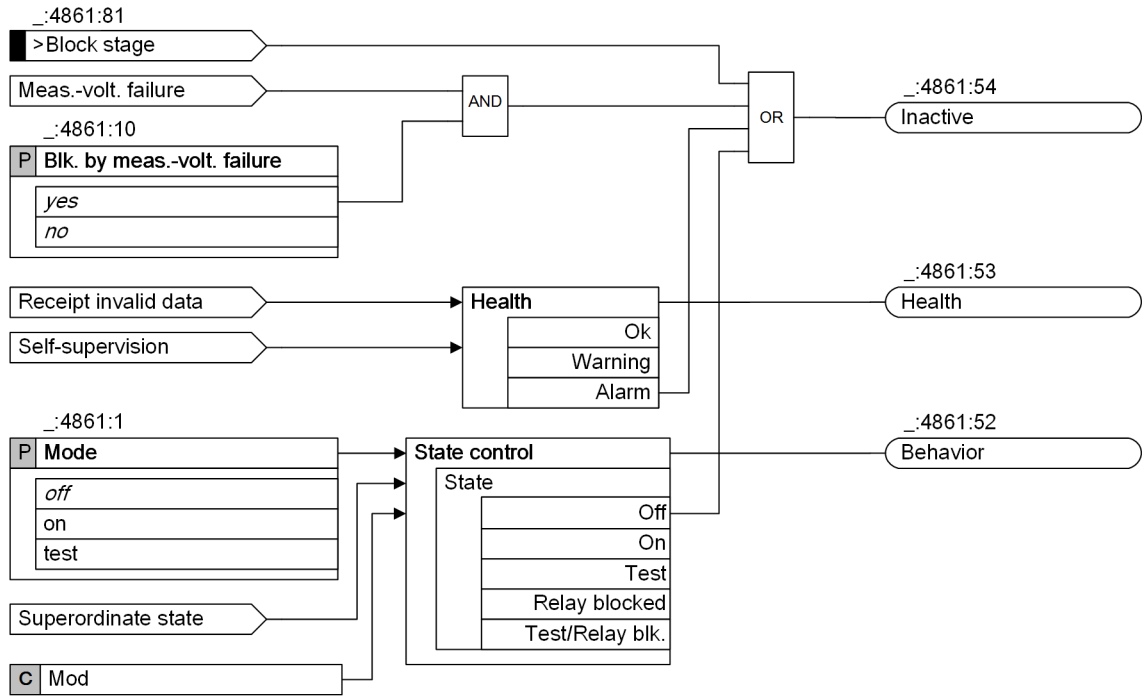 _:4861:81
>Block stage
Meas.-volt. failure
AND
OR
_:4861:54
Inactive
_:4861:10
P Blk. by meas.-volt. failure
yes
no
_:4861:53
Receipt invalid data
Health
Health
Ok
Self-supervision
Warning
Alarm
_:4861:1
_:4861:52
P Mode
State control
Behavior
State
off
Off
on
On
test
Test
Relay blocked
Superordinate state
Test/Relay blk.
C Mod